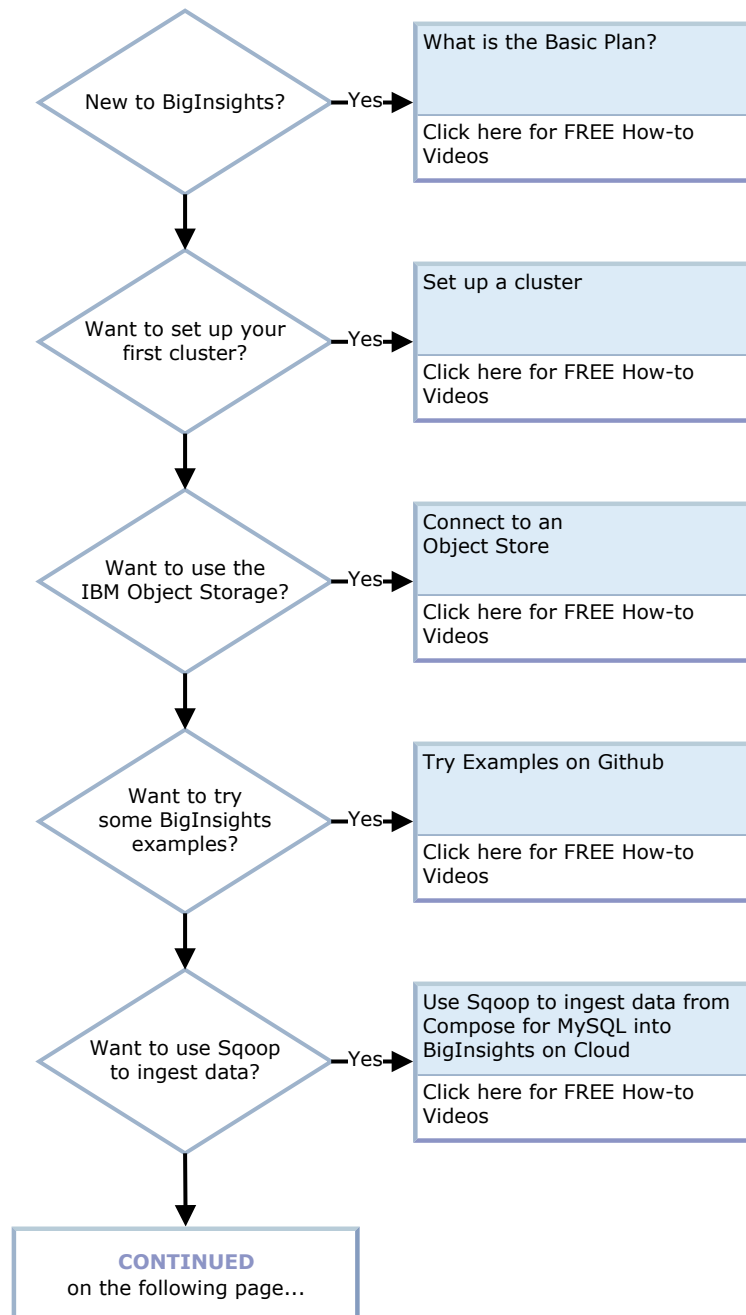 New to BigInsights?
Yes
What is the Basic Plan?
Click here for FREE How-to
Videos
Want to set up your
first cluster?
Yes
Set up a cluster
Click here for FREE How-to
Videos
Want to use the
IBM Object Storage?
Yes
Connect to an
Object Store
Click here for FREE How-to
Videos
Want to try
some BigInsights
examples?
Yes
Try Examples on Github
Click here for FREE How-to
Videos
Want to use Sqoop
to ingest data?
Yes
Use Sqoop to ingest data from
Compose for MySQL into
BigInsights on Cloud
Click here for FREE How-to
Videos
CONTINUED
on the following page...